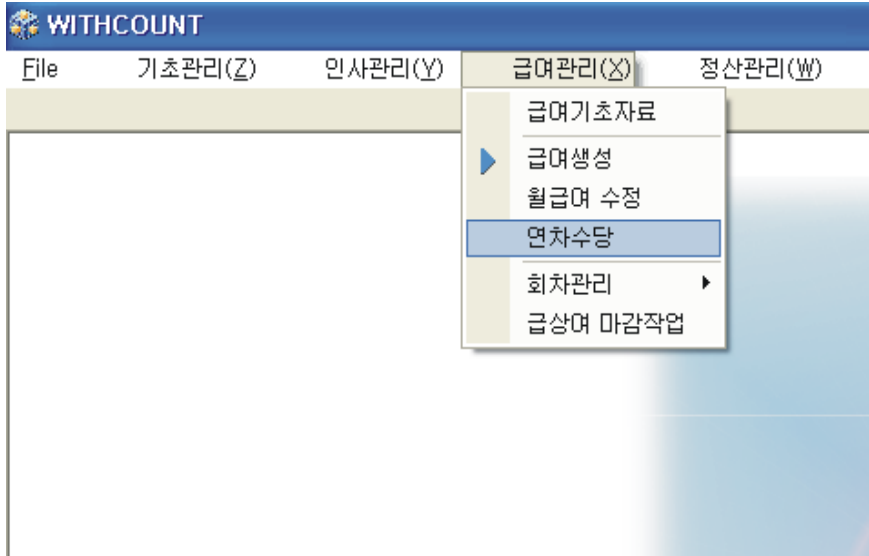 WITHCOUNT
File 기초관리(Z) 인사관리(Y) 급여관리(X) 정산관리(W)
급여기초자료
급여생성
월급여 수정
연차수당
회차관리
급상여 마감작업